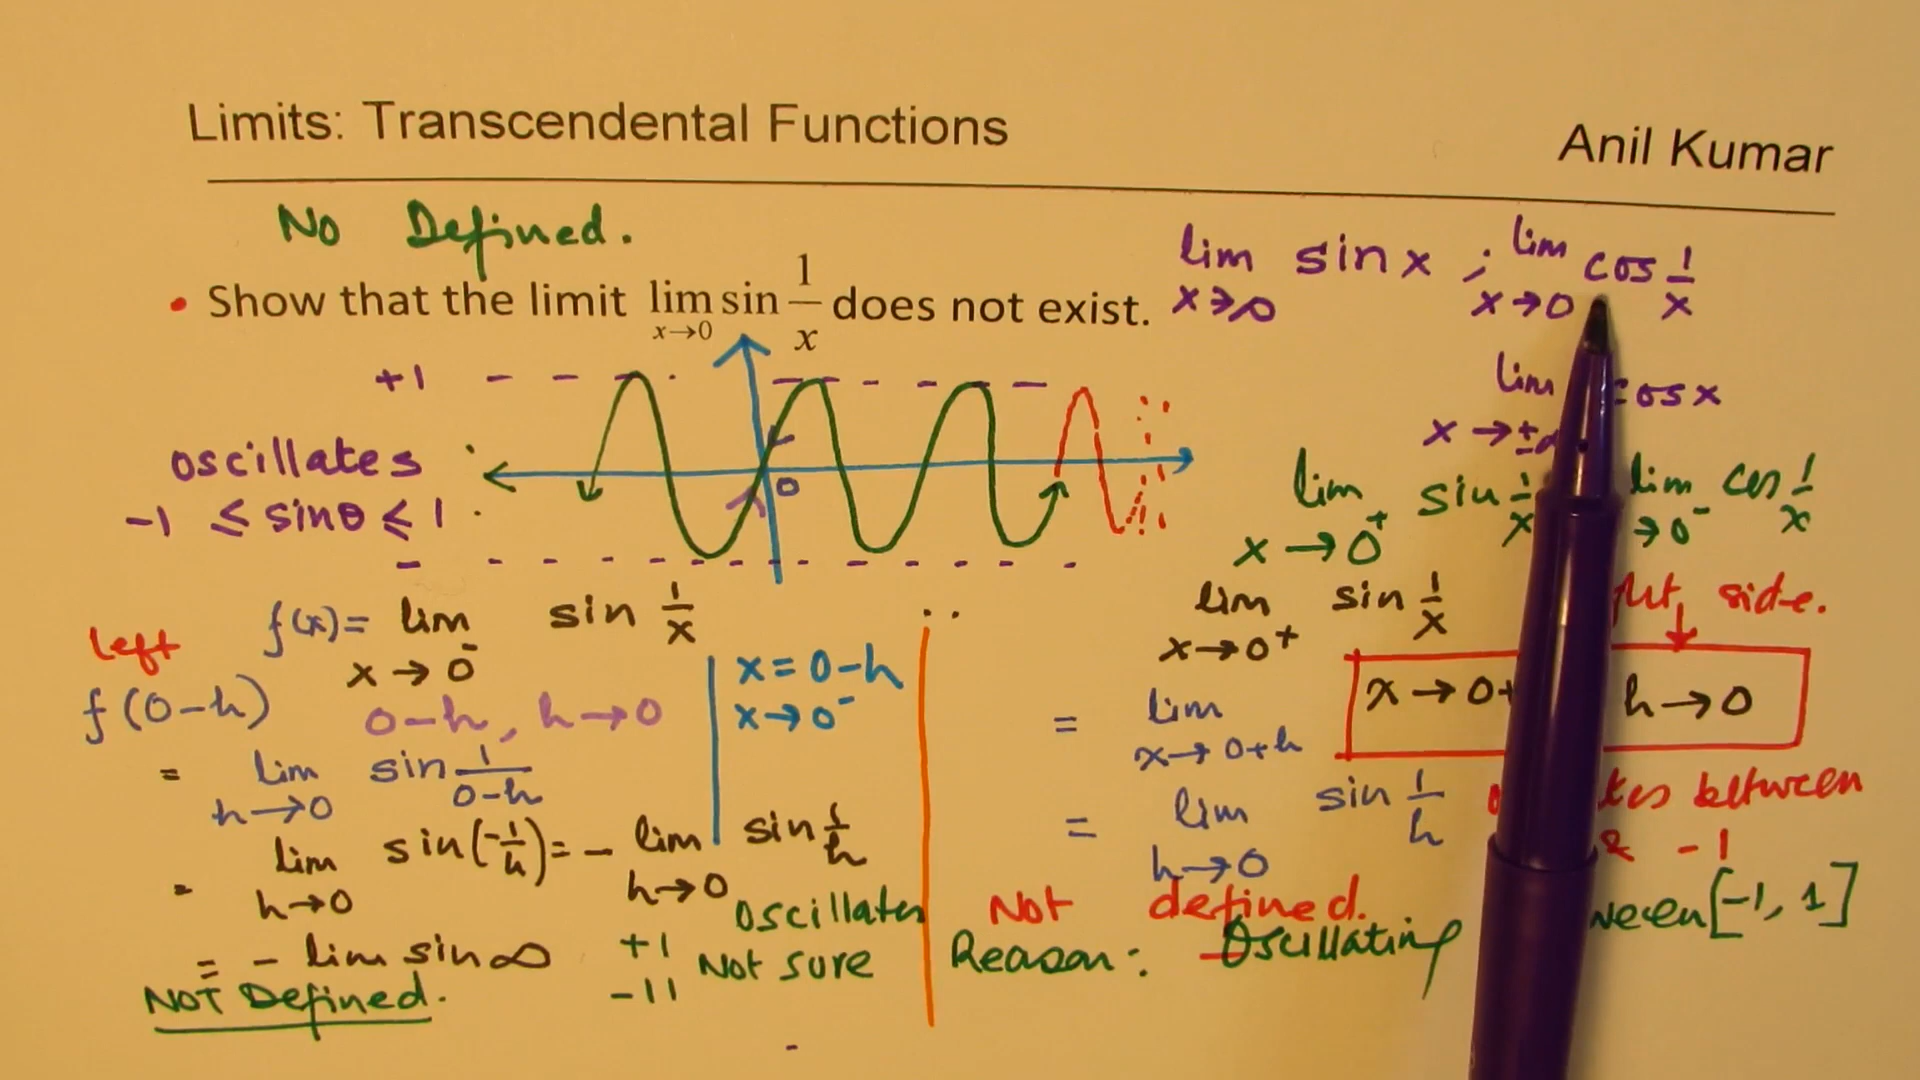 Limits: Transcendental Functions
Anil Kumar
No Defined.
• Show that the limit lim x→0 sin 1/x does not exist.
lim x→∞ sin x ; lim x→0 cos 1/x
lim x→± cos x
+1
oscillates
-1 ≤ sinθ ≤ 1
0
lim x→0⁺ sin 1/x
lim →0⁻ cos 1/x
left
f(x) = lim x→0⁻ sin 1/x
f(0-h)
0-h, h→0
x = 0-h
x→0⁻
= lim h→0 sin 1/(0-h)
= lim h→0 sin(-1/h) = - lim h→0 sin 1/h
= - lim sin ∞
NOT Defined.
Oscillates
+1
-1
Not sure
lim x→0⁺ sin 1/x
side.
x→0+
h→0
= lim x→0+h
= lim h→0 sin 1/h
between
& -1
Not defined.
Reason: Oscillating
[-1, 1]